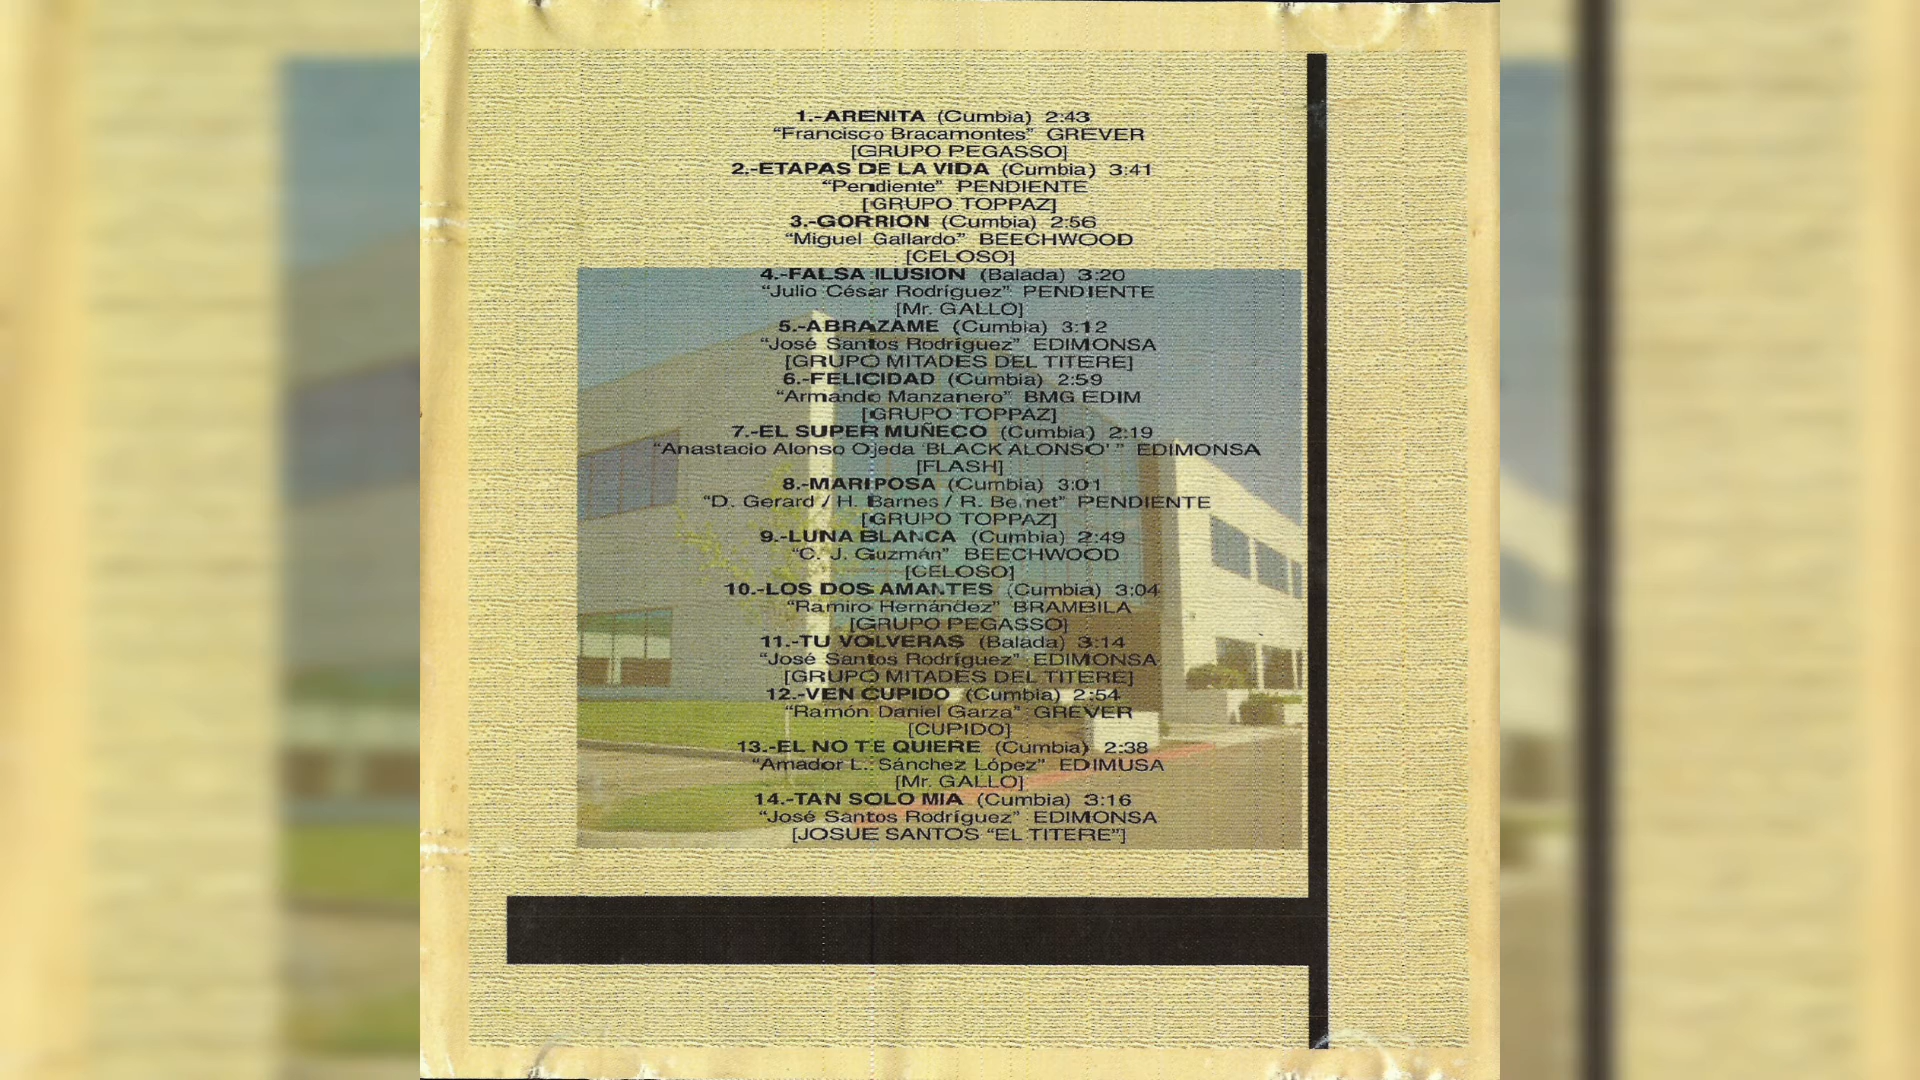 1.-ARENITA (Cumbia) 2:43
"Francisco Bracamontes" GREVER
[GRUPO PEGASSO]
2.-ETAPAS DE LA VIDA (Cumbia) 3:41
"Pendiente" PENDIENTE
[GRUPO TOPPAZ]
3.-GORRION (Cumbia) 2:56
"Miguel Gallardo" BEECHWOOD
[CELOSO]
4.-FALSA ILUSION (Balada) 3:20
"Julio César Rodríguez" PENDIENTE
[Mr. GALLO]
5.-ABRAZAME (Cumbia) 3:12
"José Santos Rodríguez" EDIMONSA
[GRUPO MITADES DEL TITERE]
6.-FELICIDAD (Cumbia) 2:59
"Armando Manzanero" BMG EDIM
[GRUPO TOPPAZ]
7.-EL SUPER MUÑECO (Cumbia) 2:19
"Anastacio Alonso Ojeda 'BLACK ALONSO'" EDIMONSA
[FLASH]
8.-MARIPOSA (Cumbia) 3:01
"D. Gerard / H. Barnes / R. Bernet" PENDIENTE
[GRUPO TOPPAZ]
9.-LUNA BLANCA (Cumbia) 2:49
"C. J. Guzmán" BEECHWOOD
[CELOSO]
10.-LOS DOS AMANTES (Cumbia) 3:04
"Ramiro Hernández" BRAMBILA
[GRUPO PEGASSO]
11.-TU VOLVERAS (Balada) 3:14
"José Santos Rodríguez" EDIMONSA
[GRUPO MITADES DEL TITERE]
12.-VEN CUPIDO (Cumbia) 2:54
"Ramón Daniel Garza" GREVER
[CUPIDO]
13.-EL NO TE QUIERE (Cumbia) 2:38
"Amador L. Sánchez López" EDIMUSA
[Mr. GALLO]
14.-TAN SOLO MIA (Cumbia) 3:16
"José Santos Rodríguez" EDIMONSA
[JOSUE SANTOS "EL TITERE"]